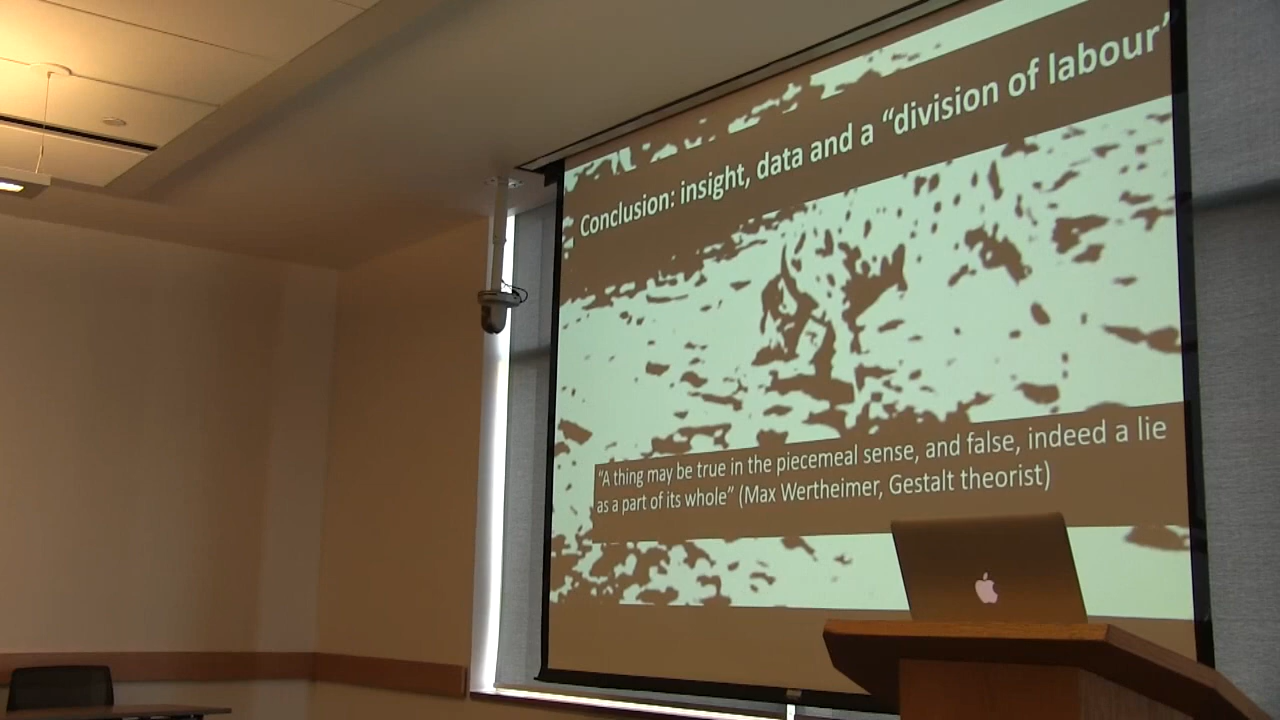 Conclusion: insight, data and a “division of labour”
“A thing may be true in the piecemeal sense, and false, indeed a lie
as a part of its whole” (Max Wertheimer, Gestalt theorist)